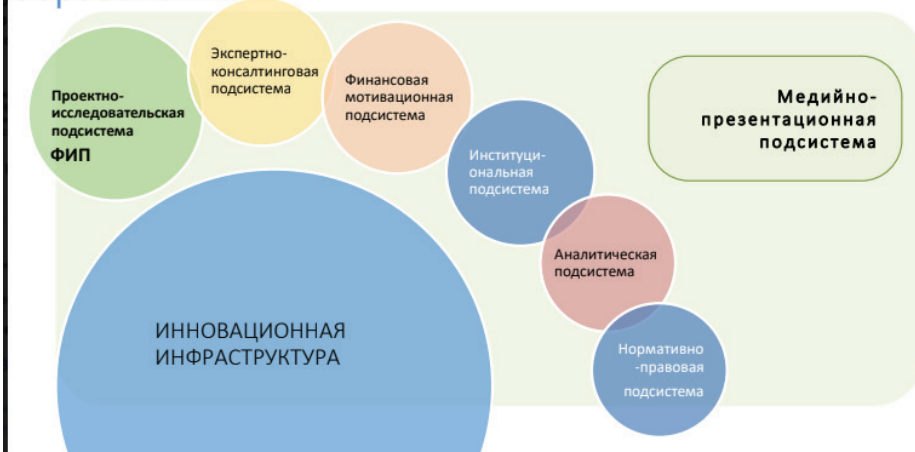 Проектно-
исследовательская
подсистема
ФИП
Экспертно-
консалтинговая
подсистема
Финансовая
мотивационная
подсистема
Институци-
ональная
подсистема
Аналитическая
подсистема
Нормативно
-правовая
подсистема
Медийно-
презентационная
подсистема
ИННОВАЦИОННАЯ
ИНФРАСТРУКТУРА